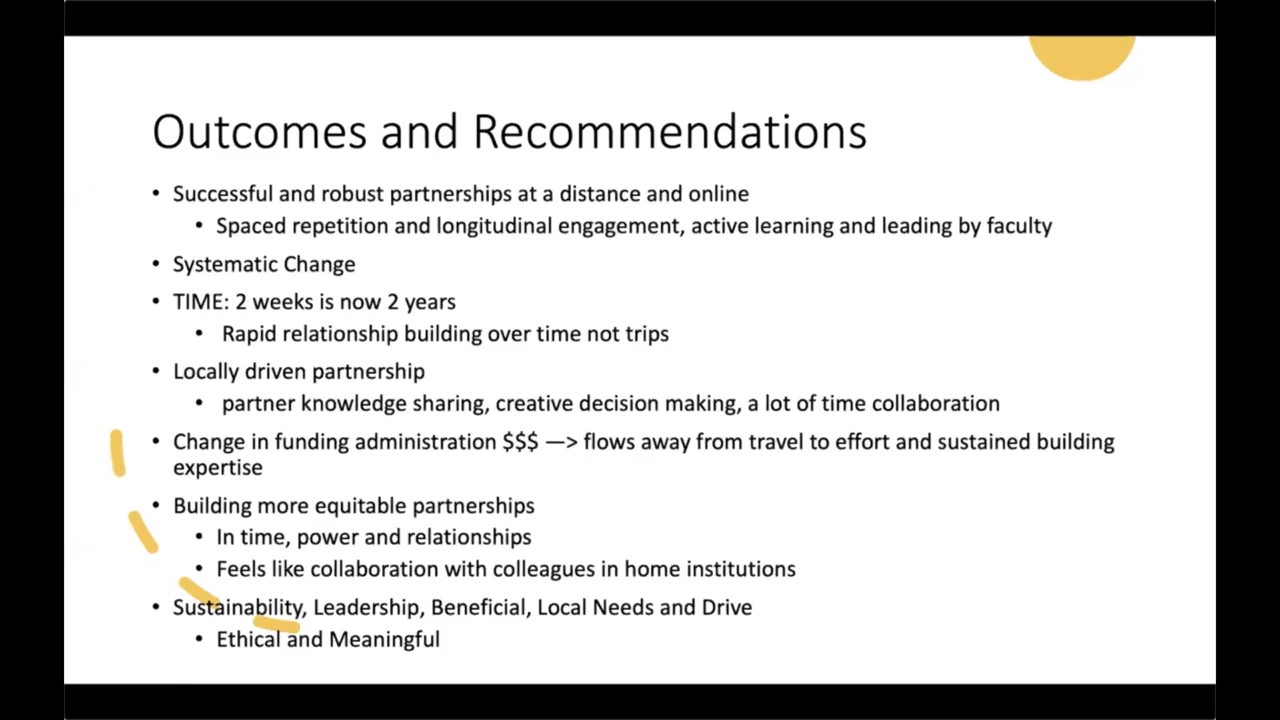 Outcomes and Recommendations
• Successful and robust partnerships at a distance and online
• Spaced repetition and longitudinal engagement, active learning and leading by faculty
• Systematic Change
• TIME: 2 weeks is now 2 years
• Rapid relationship building over time not trips
• Locally driven partnership
• partner knowledge sharing, creative decision making, a lot of time collaboration
• Change in funding administration $$$ —> flows away from travel to effort and sustained building
expertise
• Building more equitable partnerships
• In time, power and relationships
• Feels like collaboration with colleagues in home institutions
• Sustainability, Leadership, Beneficial, Local Needs and Drive
• Ethical and Meaningful